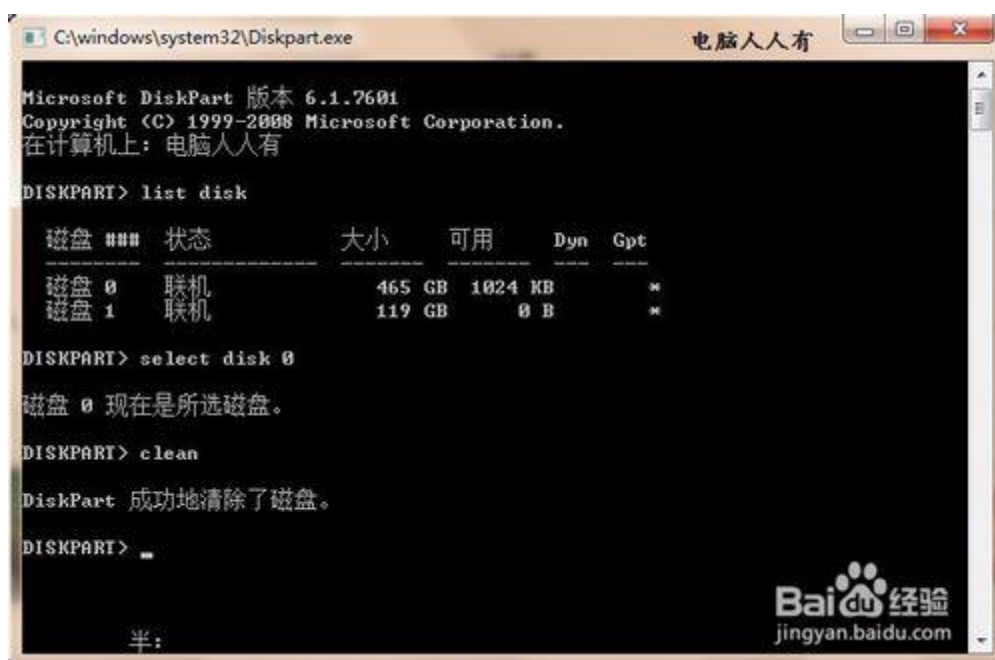 C:\windows\system32\Diskpart.exe
电脑人人有
Microsoft DiskPart 版本 6.1.7601
Copyright (C) 1999-2008 Microsoft Corporation.
在计算机上: 电脑人人有
DISKPART> list disk
磁盘 ### 状态 大小 可用 Dyn Gpt
-------- ------------- ------- ------- --- ---
磁盘 0 联机 465 GB 1024 KB *
磁盘 1 联机 119 GB 0 B *
DISKPART> select disk 0
磁盘 0 现在是所选磁盘。
DISKPART> clean
DiskPart 成功地清除了磁盘。
DISKPART> _
Baidu 经验
jingyan.baidu.com
半: